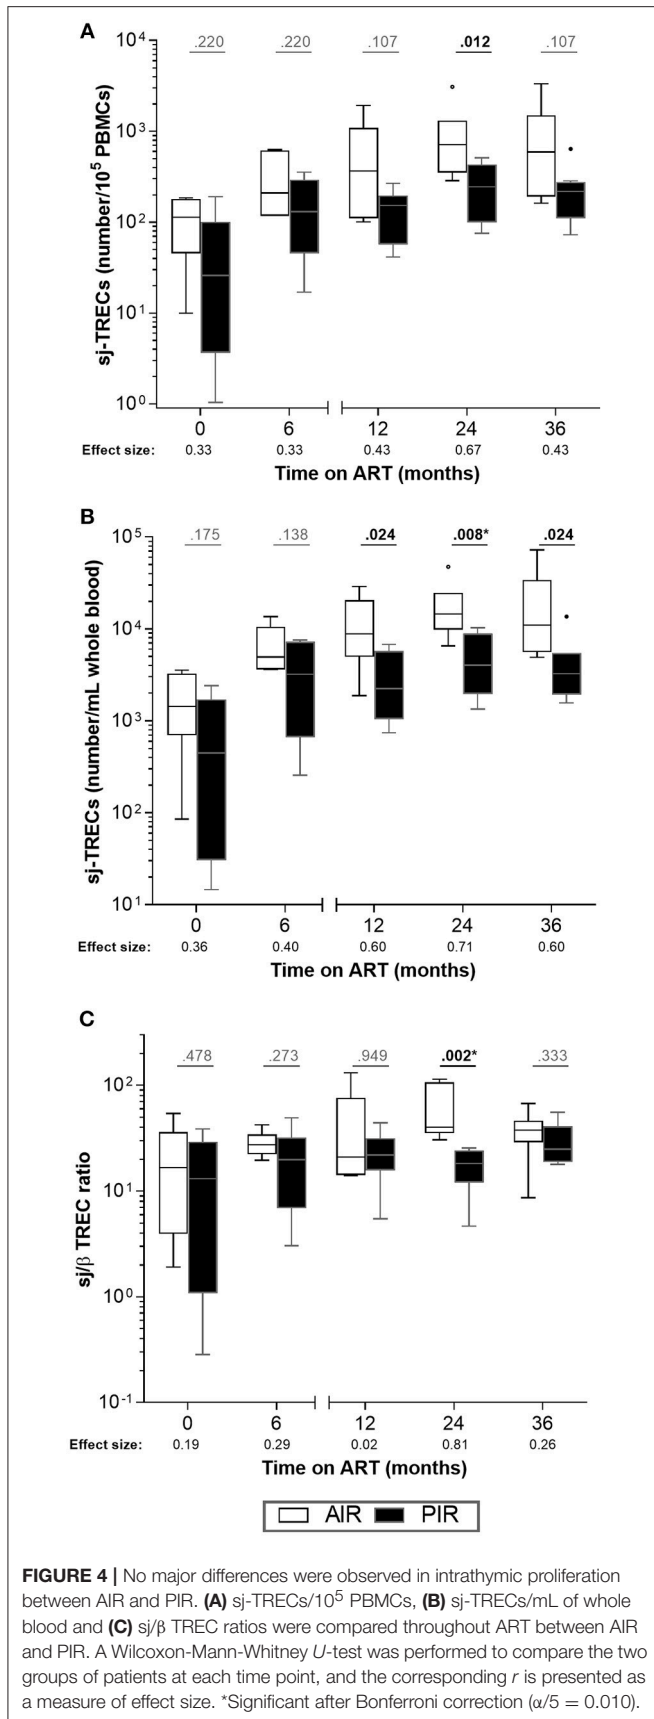 A
.220 .220 .107 .012 .107
10⁴
10³
10²
10¹
10⁰
sj-TRECs (number/10⁵ PBMCs)
0 6 12 24 36
Effect size: 0.33 0.33 0.43 0.67 0.43
Time on ART (months)
B
.175 .138 .024 .008* .024
10⁵
10⁴
10³
10²
10¹
sj-TRECs (number/mL whole blood)
0 6 12 24 36
Effect size: 0.36 0.40 0.60 0.71 0.60
Time on ART (months)
C
.478 .273 .949 .002* .333
10²
10¹
10⁰
10⁻¹
sj/β TREC ratio
0 6 12 24 36
Effect size: 0.19 0.29 0.02 0.81 0.26
Time on ART (months)
AIR PIR
FIGURE 4 | No major differences were observed in intrathymic proliferation
between AIR and PIR. (A) sj-TRECs/10⁵ PBMCs, (B) sj-TRECs/mL of whole
blood and (C) sj/β TREC ratios were compared throughout ART between AIR
and PIR. A Wilcoxon-Mann-Whitney U-test was performed to compare the two
groups of patients at each time point, and the corresponding r is presented as
a measure of effect size. *Significant after Bonferroni correction (α/5 = 0.010).